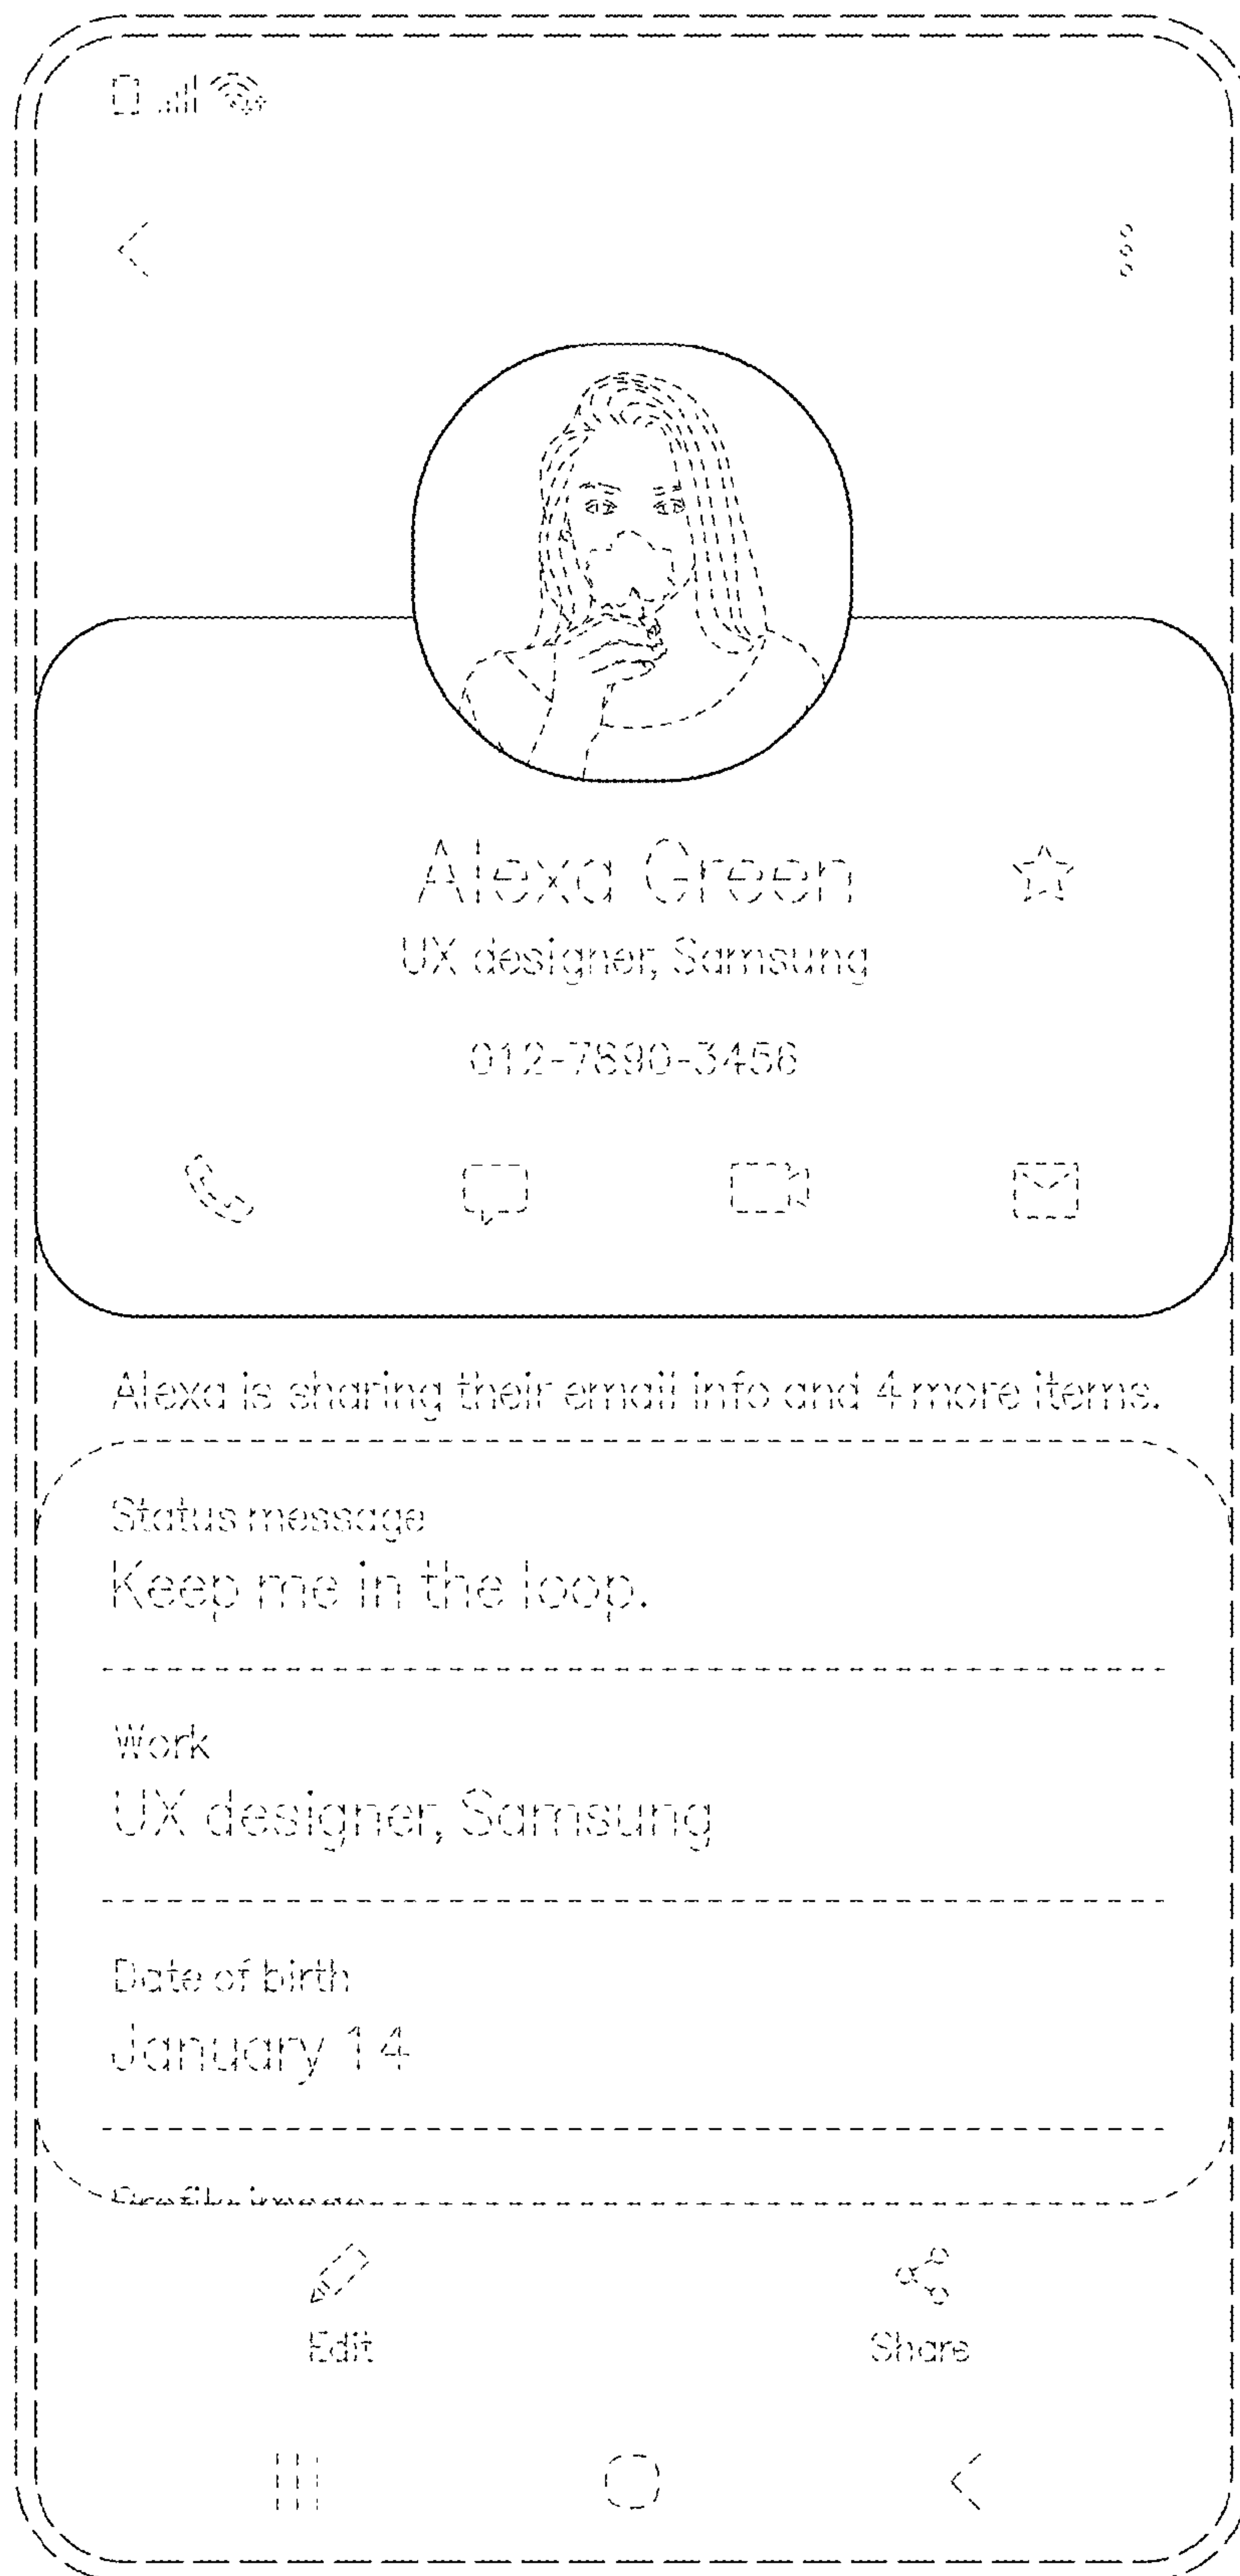 Alexa Green
UX designer, Samsung
012-7890-3456
Alexa is sharing their email info and 4 more items.
Status message
Keep me in the loop.
Work
UX designer, Samsung
Date of birth
January 14
Edit
Share